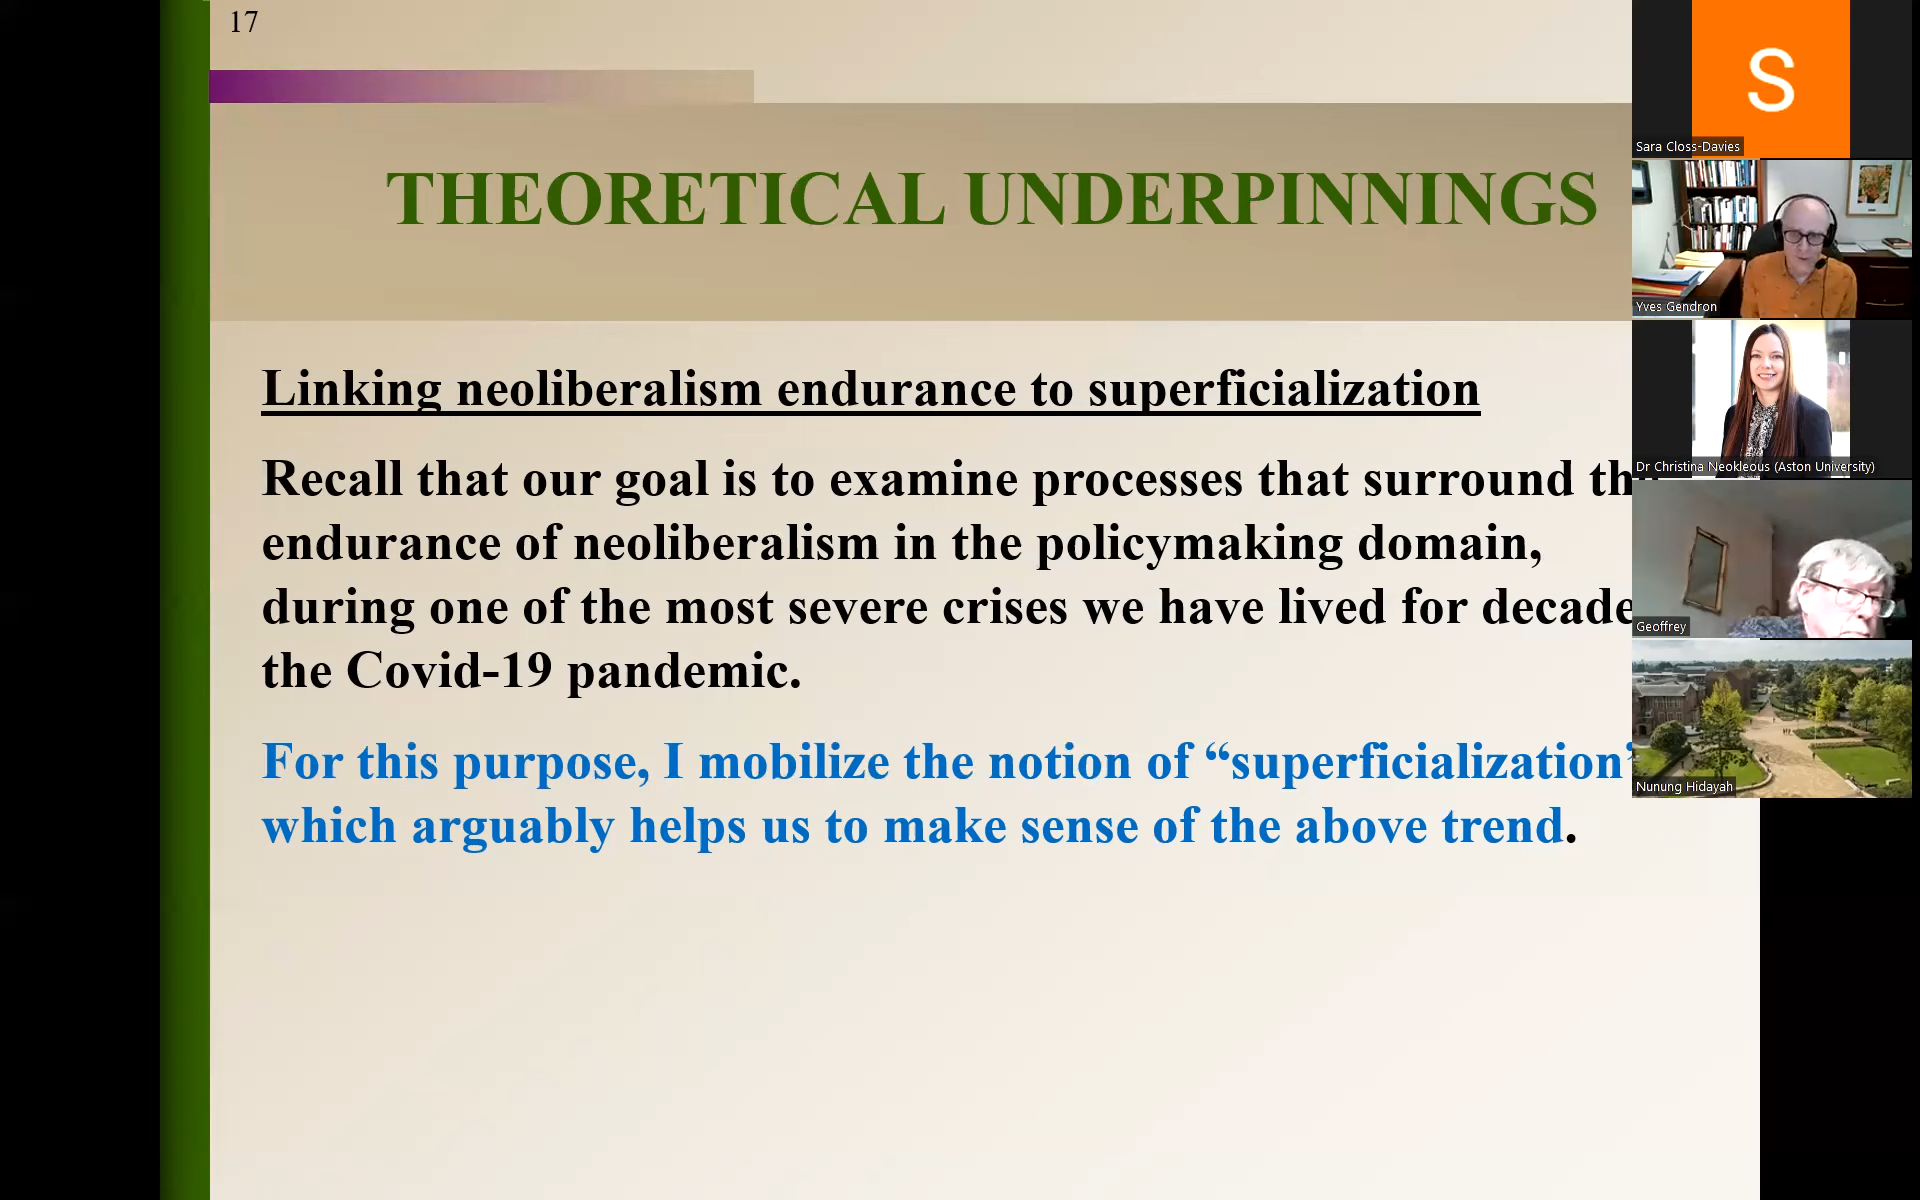 17
THEORETICAL UNDERPINNINGS
Linking neoliberalism endurance to superficialization
Recall that our goal is to examine processes that surround th
endurance of neoliberalism in the policymaking domain,
during one of the most severe crises we have lived for decade
the Covid-19 pandemic.
For this purpose, I mobilize the notion of “superficialization”
which arguably helps us to make sense of the above trend.
S
Sara Closs-Davies
Yves Gendron
Dr Christina Neokleous (Aston University)
Geoffrey
Nunung Hidayah